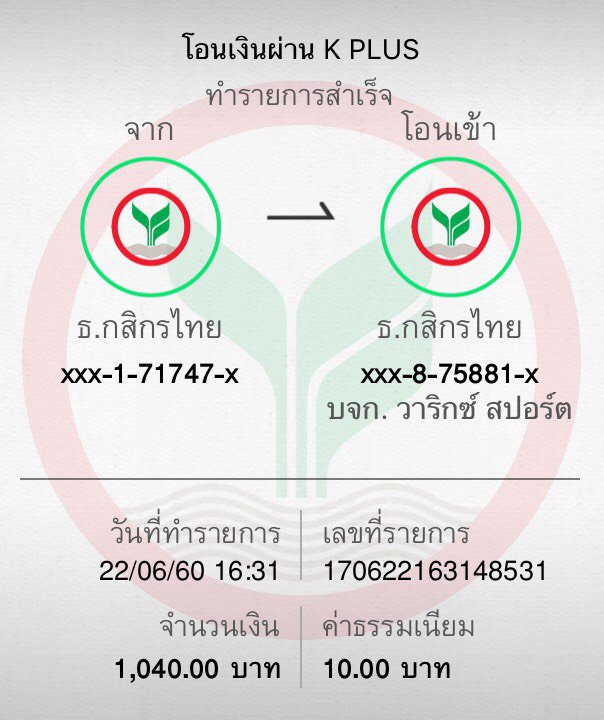 โอนเงินผ่าน K PLUS
ทำรายการสำเร็จ
จาก
โอนเข้า
ธ.กสิกรไทย
ธ.กสิกรไทย
xxx-1-71747-x
xxx-8-75881-x
บจก. วาริกซ์ สปอร์ต
วันที่ทำรายการ
เลขที่รายการ
22/06/60 16:31
170622163148531
จำนวนเงิน
ค่าธรรมเนียม
1,040.00 บาท
10.00 บาท